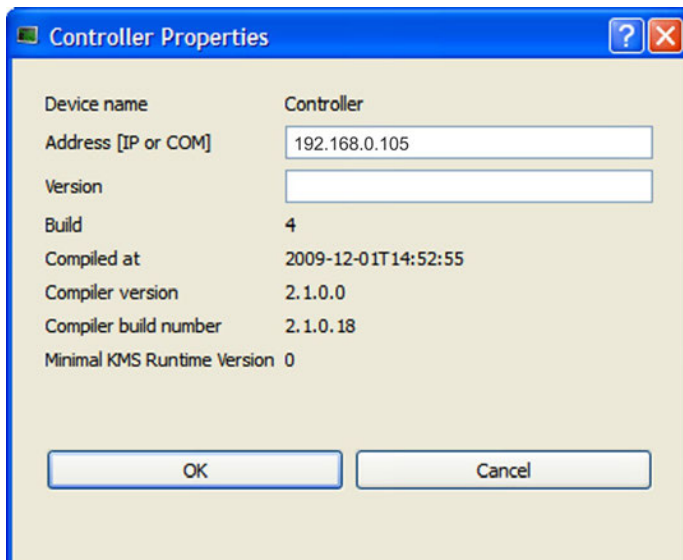 Controller Properties
?
Device name Controller
Address [IP or COM] 192.168.0.105
Version
Build 4
Compiled at 2009-12-01T14:52:55
Compiler version 2.1.0.0
Compiler build number 2.1.0.18
Minimal KMS Runtime Version 0
OK Cancel